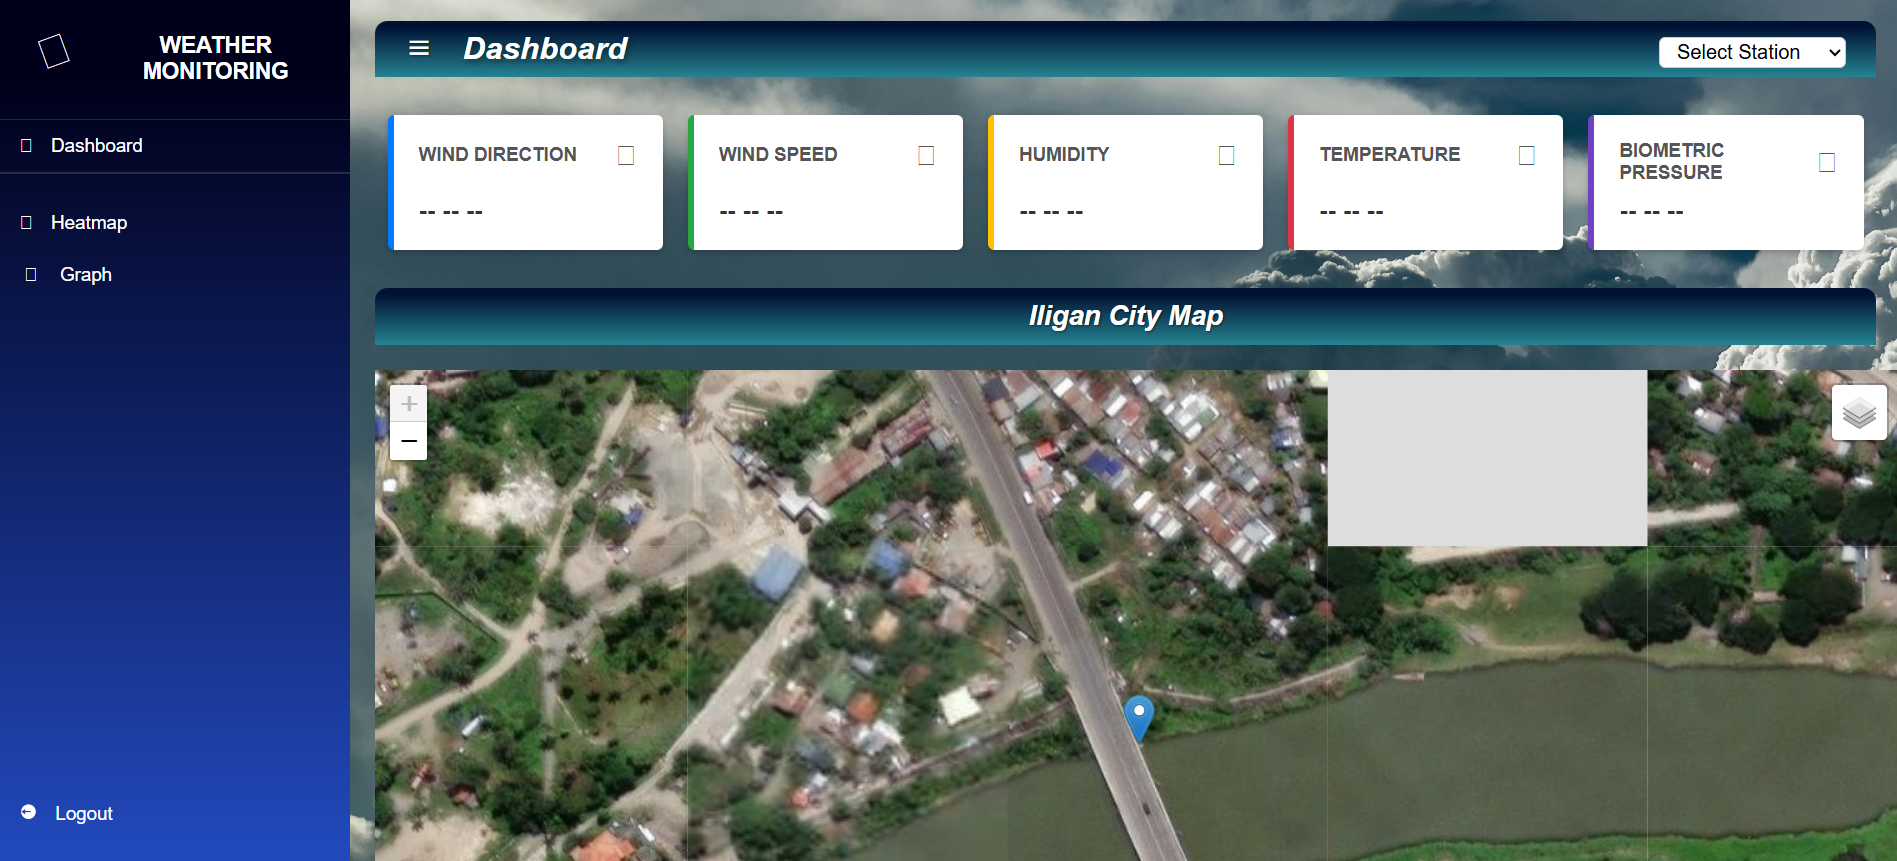 WEATHER
MONITORING
Dashboard
Heatmap
Graph
Logout
Dashboard
Select Station
WIND DIRECTION
-- -- --
WIND SPEED
-- -- --
HUMIDITY
-- -- --
TEMPERATURE
-- -- --
BIOMETRIC
PRESSURE
-- -- --
Iligan City Map
+
−